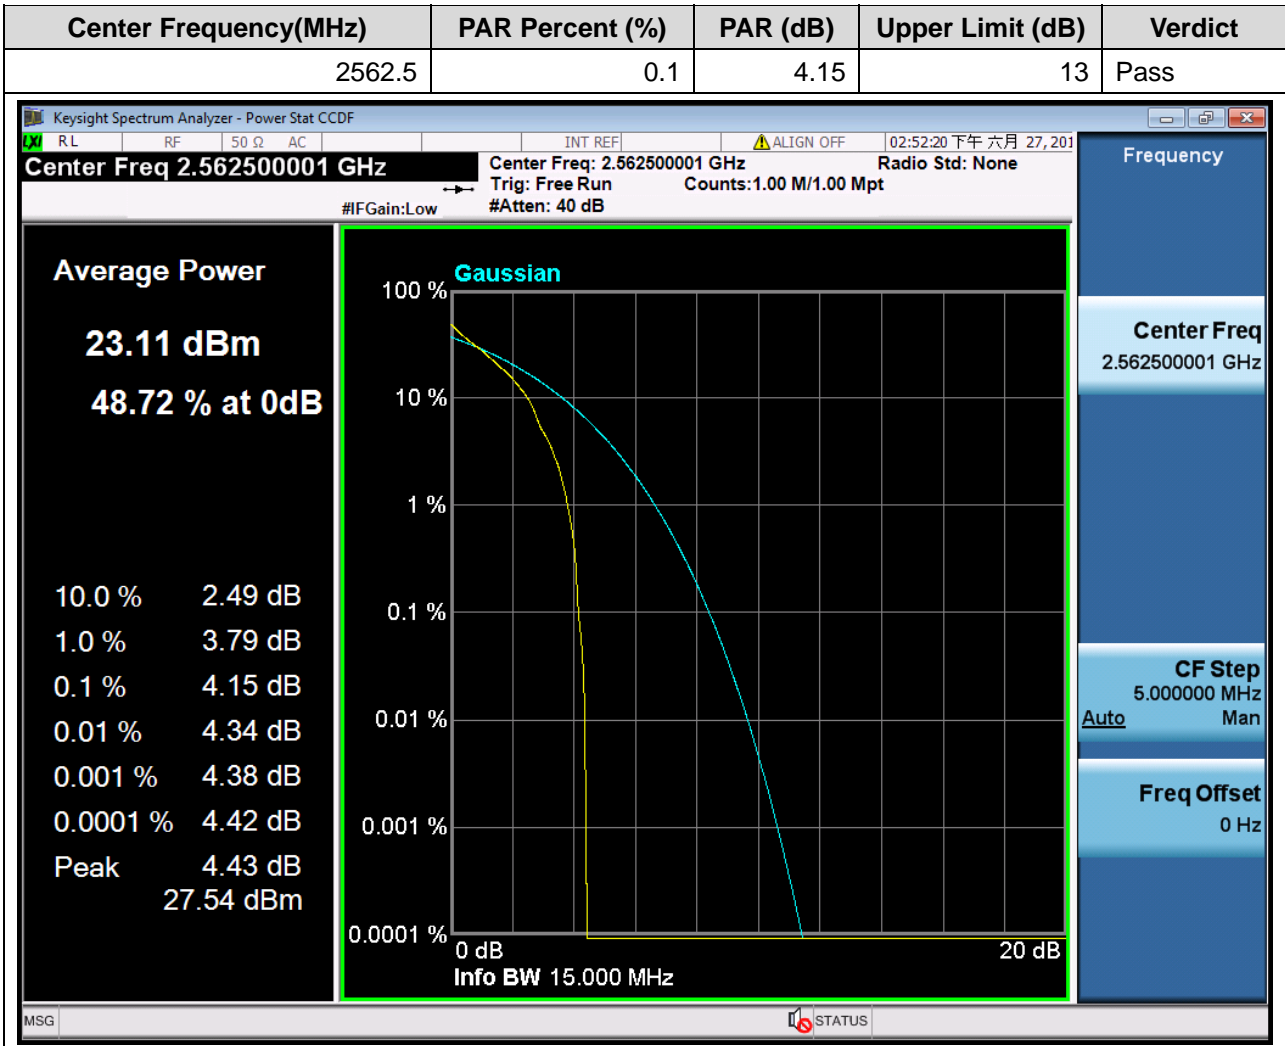 Center Frequency(MHz) PAR Percent (%) PAR (dB) Upper Limit (dB) Verdict
2562.5 0.1 4.15 13 Pass
Keysight Spectrum Analyzer - Power Stat CCDF
LXI RL RF 50 Ω AC INT REF ALIGN OFF 02:52:20 下午 六月 27, 201
Center Freq 2.562500001 GHz
Center Freq: 2.562500001 GHz Radio Std: None
Trig: Free Run Counts:1.00 M/1.00 Mpt
#IFGain:Low #Atten: 40 dB
Average Power
23.11 dBm
48.72 % at 0dB
10.0 % 2.49 dB
1.0 % 3.79 dB
0.1 % 4.15 dB
0.01 % 4.34 dB
0.001 % 4.38 dB
0.0001 % 4.42 dB
Peak 4.43 dB
27.54 dBm
Gaussian
100 %
10 %
1 %
0.1 %
0.01 %
0.001 %
0.0001 %
0 dB 20 dB
Info BW 15.000 MHz
Frequency
Center Freq
2.562500001 GHz
CF Step
5.000000 MHz
Auto Man
Freq Offset
0 Hz
MSG STATUS